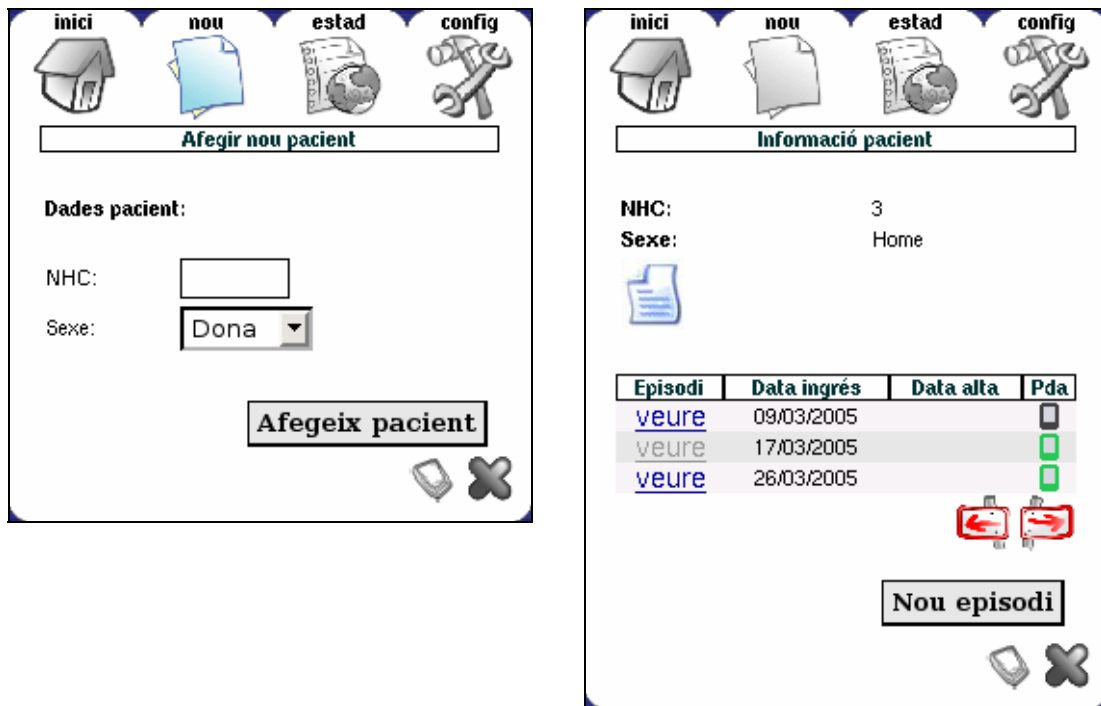 inici nou estad config
Afegir nou pacient
Dades pacient:
NHC:
Sexe: Dona
Afegeix pacient
inici nou estad config
Informació pacient
NHC: 3
Sexe: Home
Episodi Data ingrés Data alta Pda
veure 09/03/2005
veure 17/03/2005
veure 26/03/2005
Nou episodi